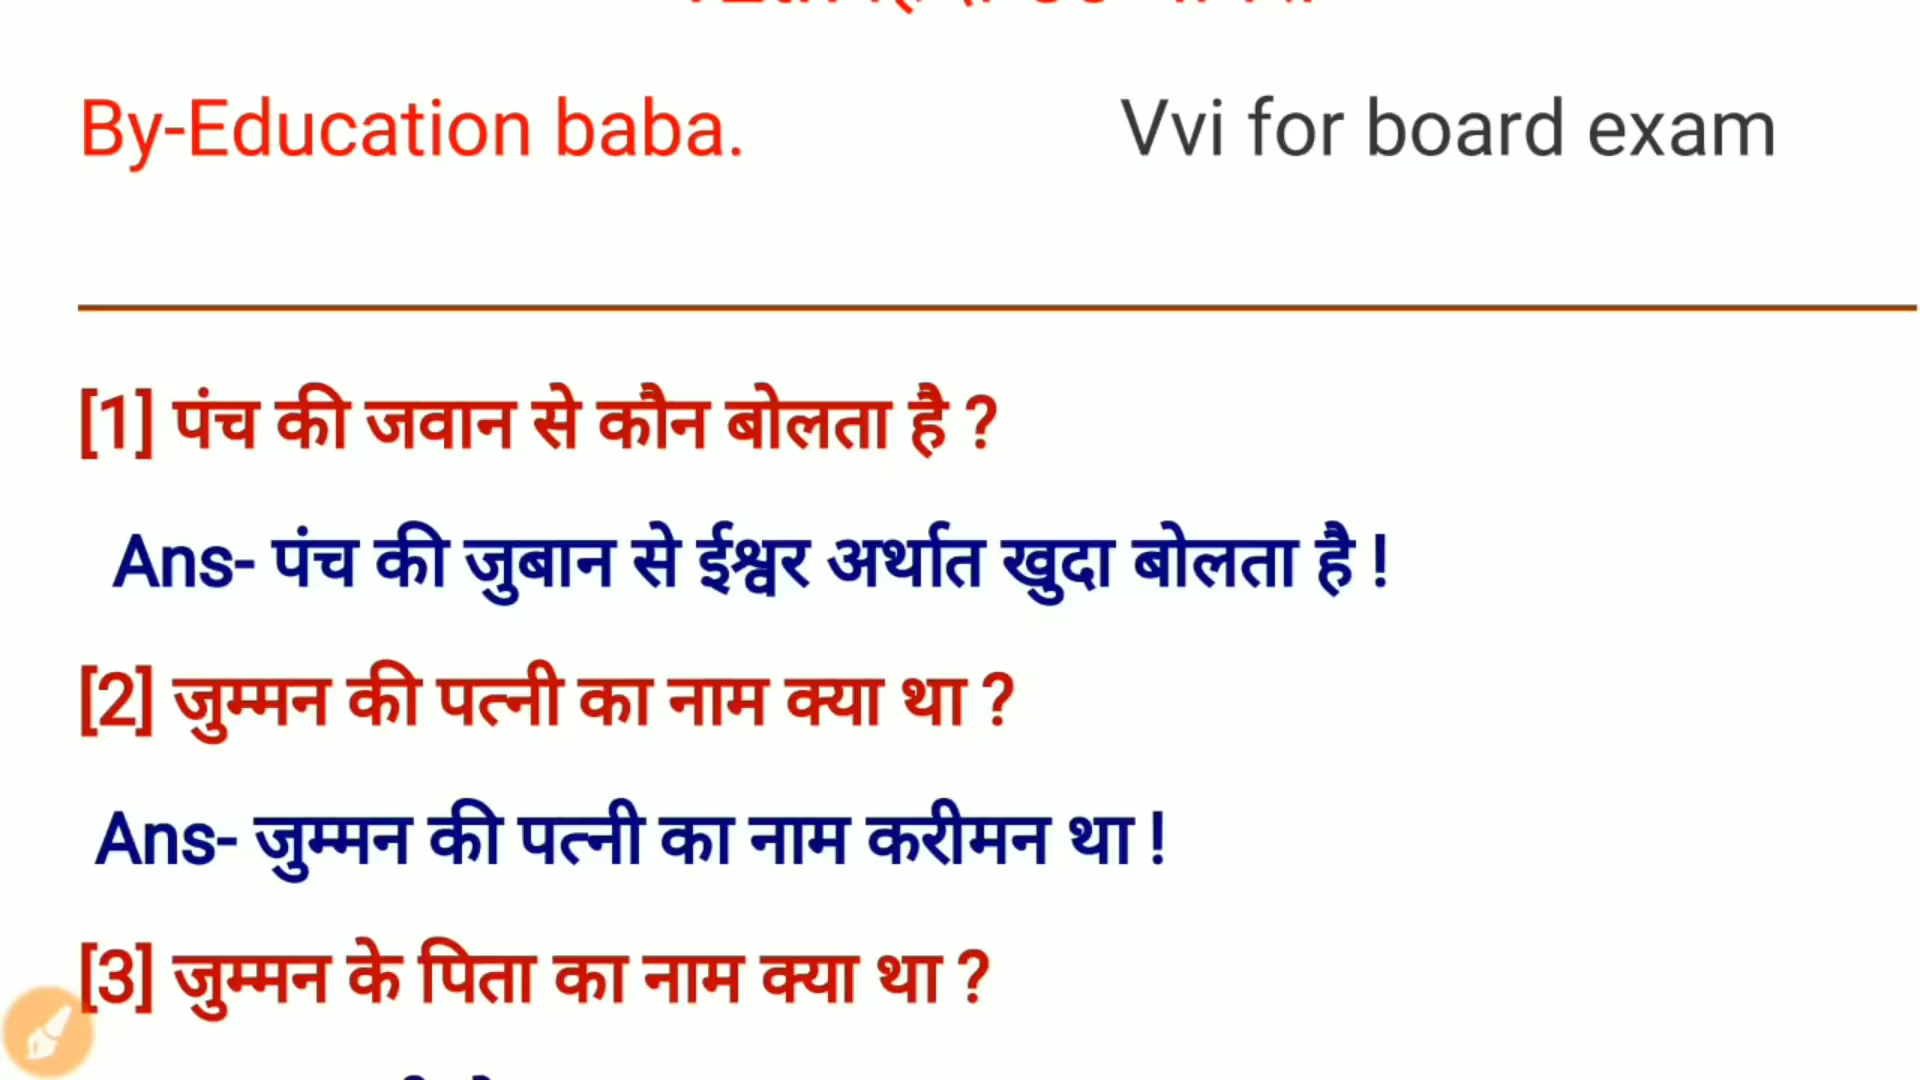 By-Education baba. Vvi for board exam
[1] पंच की जवान से कौन बोलता है ?
Ans- पंच की जुबान से ईश्वर अर्थात खुदा बोलता है !
[2] जुम्मन की पत्नी का नाम क्या था ?
Ans- जुम्मन की पत्नी का नाम करीमन था !
[3] जुम्मन के पिता का नाम क्या था ?